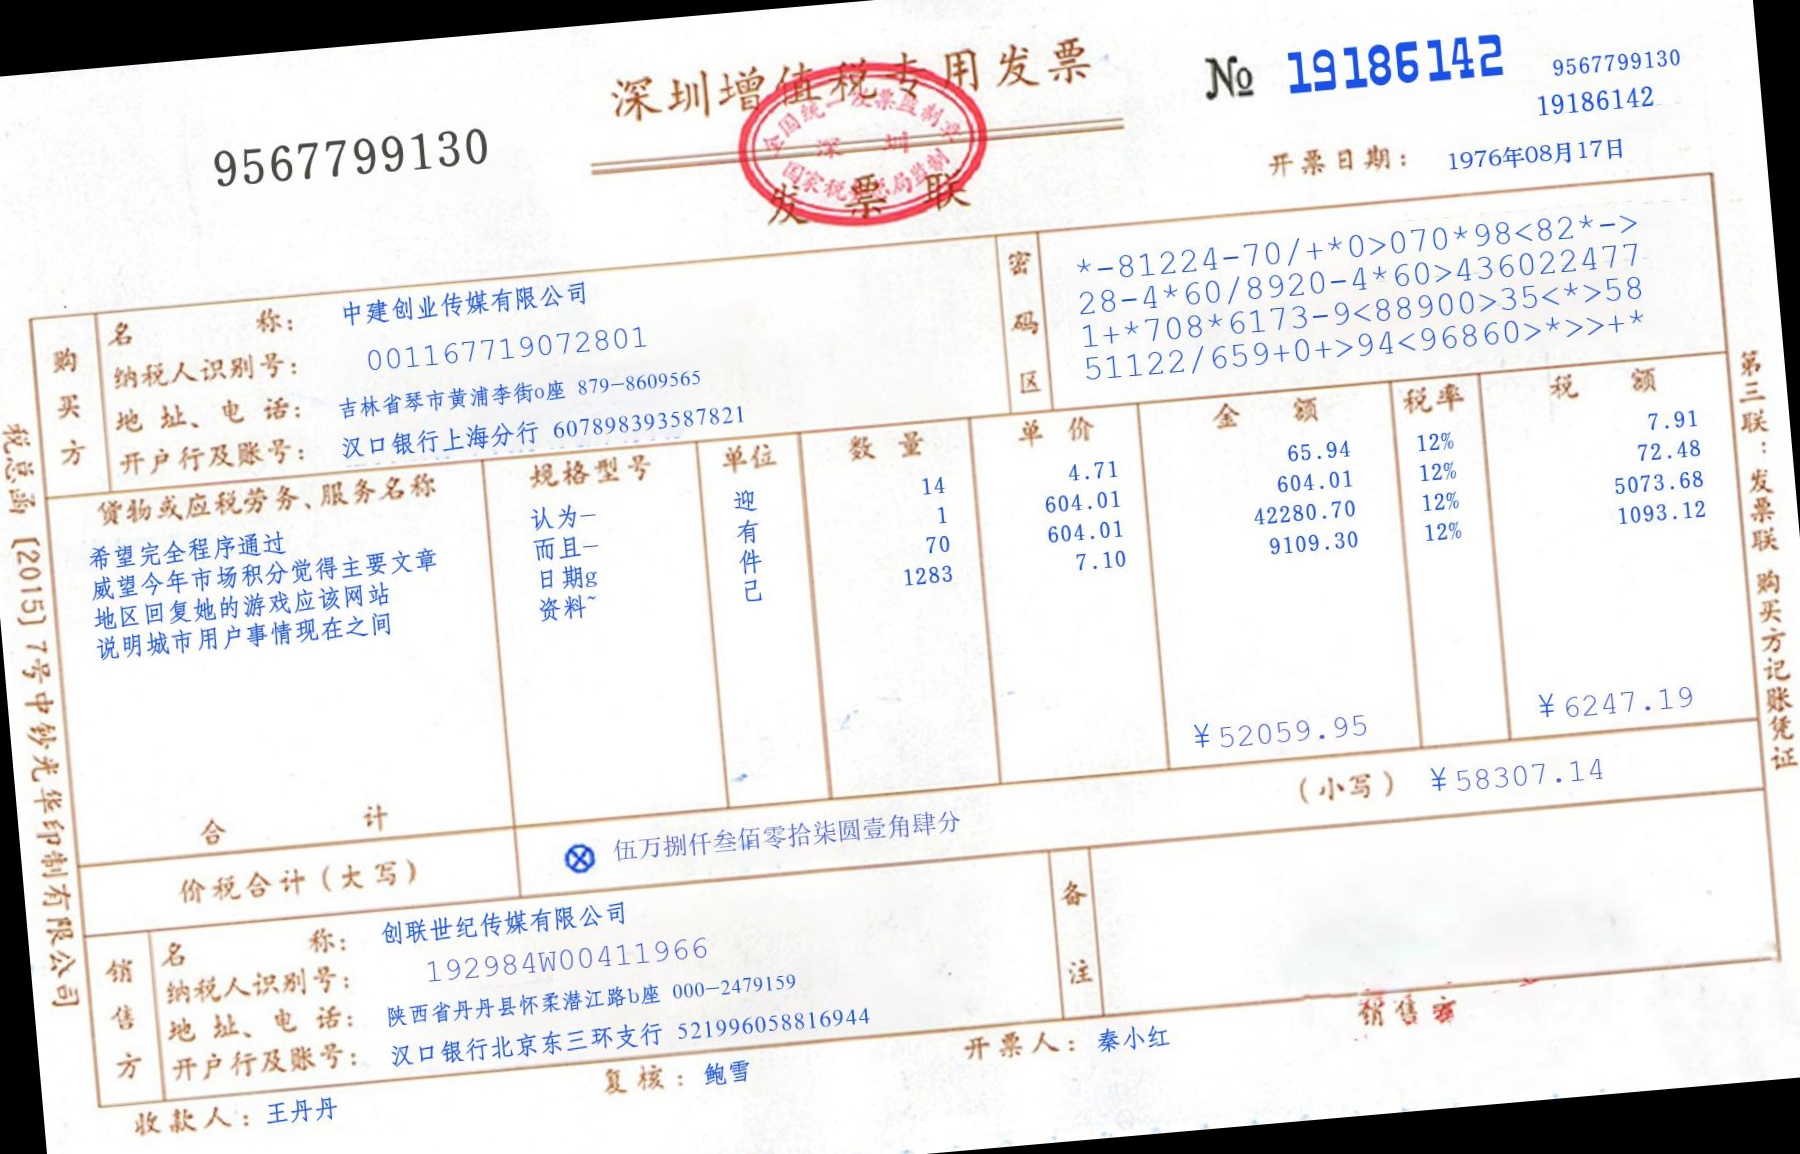 深圳增值税专用发票
发票联
全国统一发票监制章
深圳
国家税务总局监制
9567799130
№ 19186142
9567799130
19186142
开票日期： 1976年08月17日
购买方
名称： 中建创业传媒有限公司
纳税人识别号： 001167719072801
地址、电话： 吉林省琴市黄浦李街o座 879-8609565
开户行及账号： 汉口银行上海分行 607898393587821
密码区
*-81224-70/+*0>070*98<82*->
28-4*60/8920-4*60>436022477
1+*708*6173-9<88900>35<*>58
51122/659+0+>94<96860>*>>+*
货物或应税劳务、服务名称 规格型号 单位 数量 单价 金额 税率 税额
希望完全程序通过 认为- 迎 14 4.71 65.94 12% 7.91
威望今年市场积分觉得主要文章 而且- 有 1 604.01 604.01 12% 72.48
地区回复她的游戏应该网站 日期g 件 70 604.01 42280.70 12% 5073.68
说明城市用户事情现在之间 资料~ 己 1283 7.10 9109.30 12% 1093.12
合计 ¥52059.95 ¥6247.19
价税合计(大写) ⊗ 伍万捌仟叁佰零拾柒圆壹角肆分 (小写) ¥58307.14
销售方
名称： 创联世纪传媒有限公司
纳税人识别号： 192984W00411966
地址、电话： 陕西省丹丹县怀柔潜江路b座 000-2479159
开户行及账号： 汉口银行北京东三环支行 521996058816944
备注
收款人： 王丹丹 复核： 鲍雪 开票人： 秦小红 销售
税总函[2015]7号中钞光华印制有限公司
第三联：发票联 购买方记账凭证